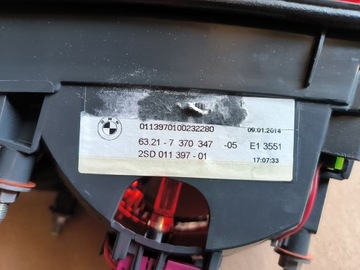 0113970100232280 09.01.2014
63.21- 7 370 347 -05 E1 3551
2SD 011 397 - 01 17:07:33